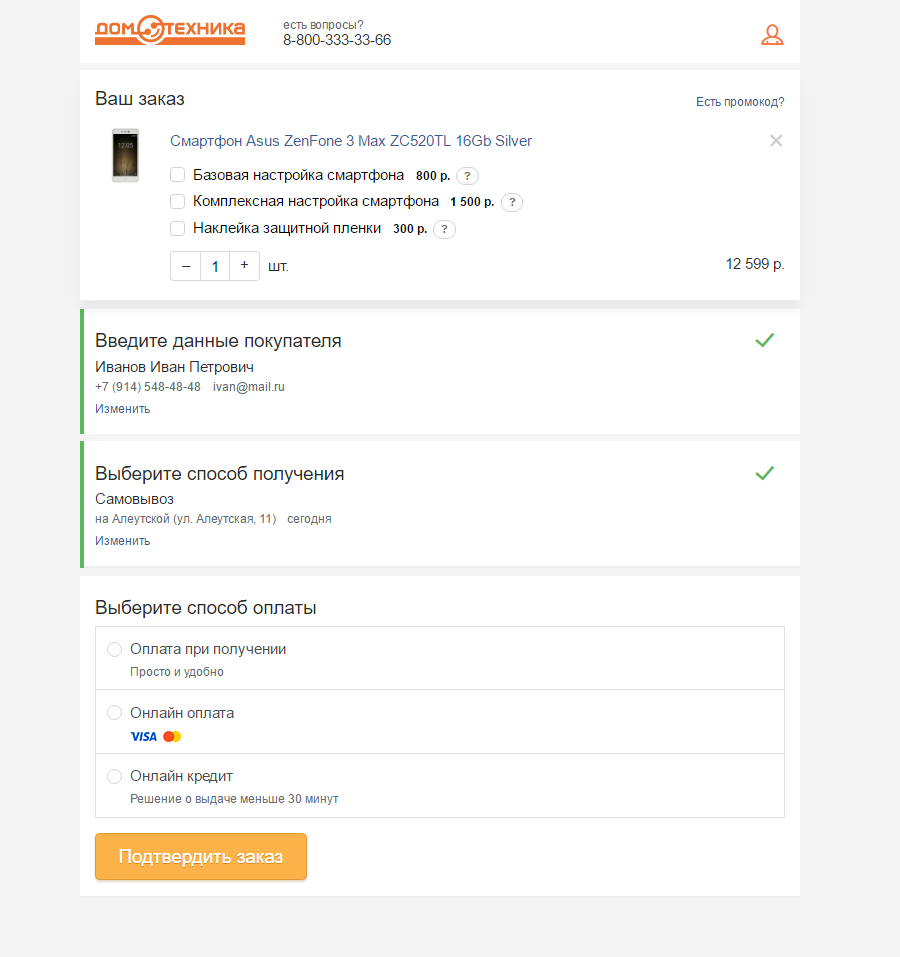 ДОМОТЕХНИКА
есть вопросы?
8-800-333-33-66
Ваш заказ
Есть промокод?
12:05
Смартфон Asus ZenFone 3 Max ZC520TL 16Gb Silver
Базовая настройка смартфона 800 р. ?
Комплексная настройка смартфона 1 500 р. ?
Наклейка защитной пленки 300 р. ?
– 1 + шт.
12 599 р.
Введите данные покупателя
Иванов Иван Петрович
+7 (914) 548-48-48 ivan@mail.ru
Изменить
Выберите способ получения
Самовывоз
на Алеутской (ул. Алеутская, 11) сегодня
Изменить
Выберите способ оплаты
Оплата при получении
Просто и удобно
Онлайн оплата
VISA
Онлайн кредит
Решение о выдаче меньше 30 минут
Подтвердить заказ